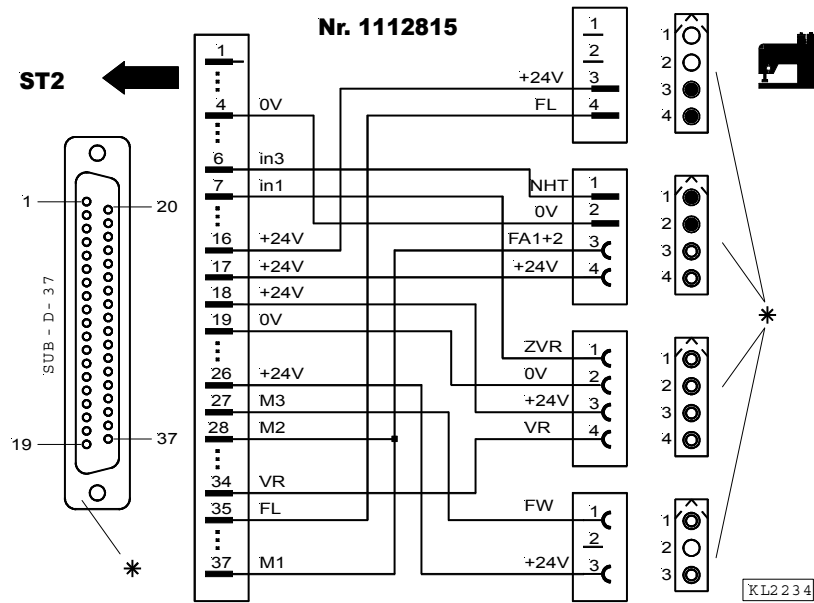 Nr. 1112815
ST2
1
4 0V
6 in3
7 in1
16 +24V
17 +24V
18 +24V
19 0V
26 +24V
27 M3
28 M2
34 VR
35 FL
37 M1
1
20
SUB-D-37
19
37
*
1
2
+24V 3
FL 4
NHT 1
0V 2
FA1+2 3
+24V 4
ZVR 1
0V 2
+24V 3
VR 4
FW 1
2
+24V 3
1
2
3
4
1
2
3
4
*
1
2
3
4
1
2
3
KL2234